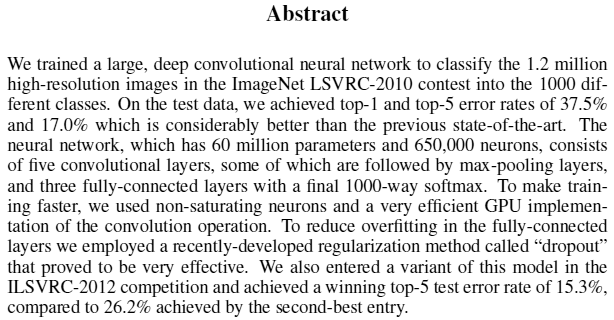 Abstract
We trained a large, deep convolutional neural network to classify the 1.2 million
high-resolution images in the ImageNet LSVRC-2010 contest into the 1000 dif-
ferent classes. On the test data, we achieved top-1 and top-5 error rates of 37.5%
and 17.0% which is considerably better than the previous state-of-the-art. The
neural network, which has 60 million parameters and 650,000 neurons, consists
of five convolutional layers, some of which are followed by max-pooling layers,
and three fully-connected layers with a final 1000-way softmax. To make train-
ing faster, we used non-saturating neurons and a very efficient GPU implemen-
tation of the convolution operation. To reduce overfitting in the fully-connected
layers we employed a recently-developed regularization method called “dropout”
that proved to be very effective. We also entered a variant of this model in the
ILSVRC-2012 competition and achieved a winning top-5 test error rate of 15.3%,
compared to 26.2% achieved by the second-best entry.